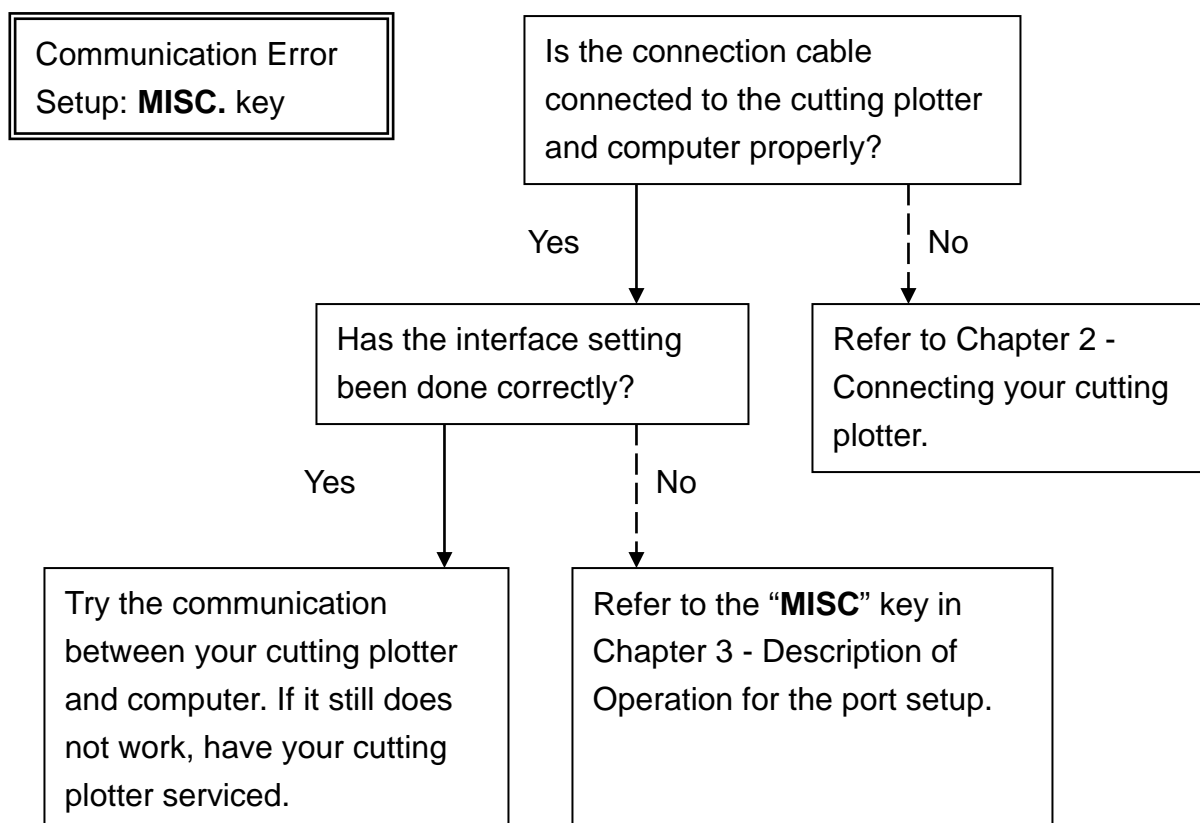 Communication Error
Setup: MISC. key
Is the connection cable
connected to the cutting plotter
and computer properly?
Yes
No
Has the interface setting
been done correctly?
Refer to Chapter 2 -
Connecting your cutting
plotter.
Yes
No
Try the communication
between your cutting plotter
and computer. If it still does
not work, have your cutting
plotter serviced.
Refer to the “MISC” key in
Chapter 3 - Description of
Operation for the port setup.